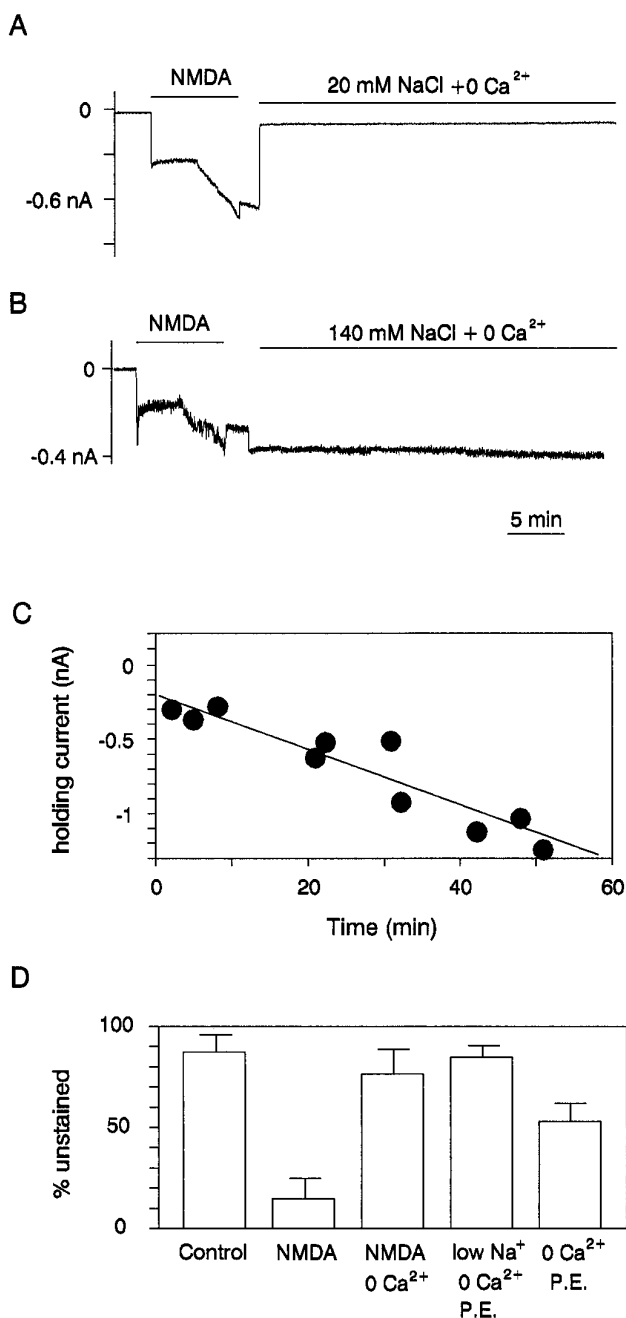 A
NMDA
20 mM NaCl +0 Ca²⁺
0
-0.6 nA
B
NMDA
140 mM NaCl + 0 Ca²⁺
0
-0.4 nA
5 min
C
holding current (nA)
0
-0.5
-1
0 20 40 60
Time (min)
D
% unstained
100
50
0
Control
NMDA
NMDA
0 Ca²⁺
low Na⁺
0 Ca²⁺
P.E.
0 Ca²⁺
P.E.